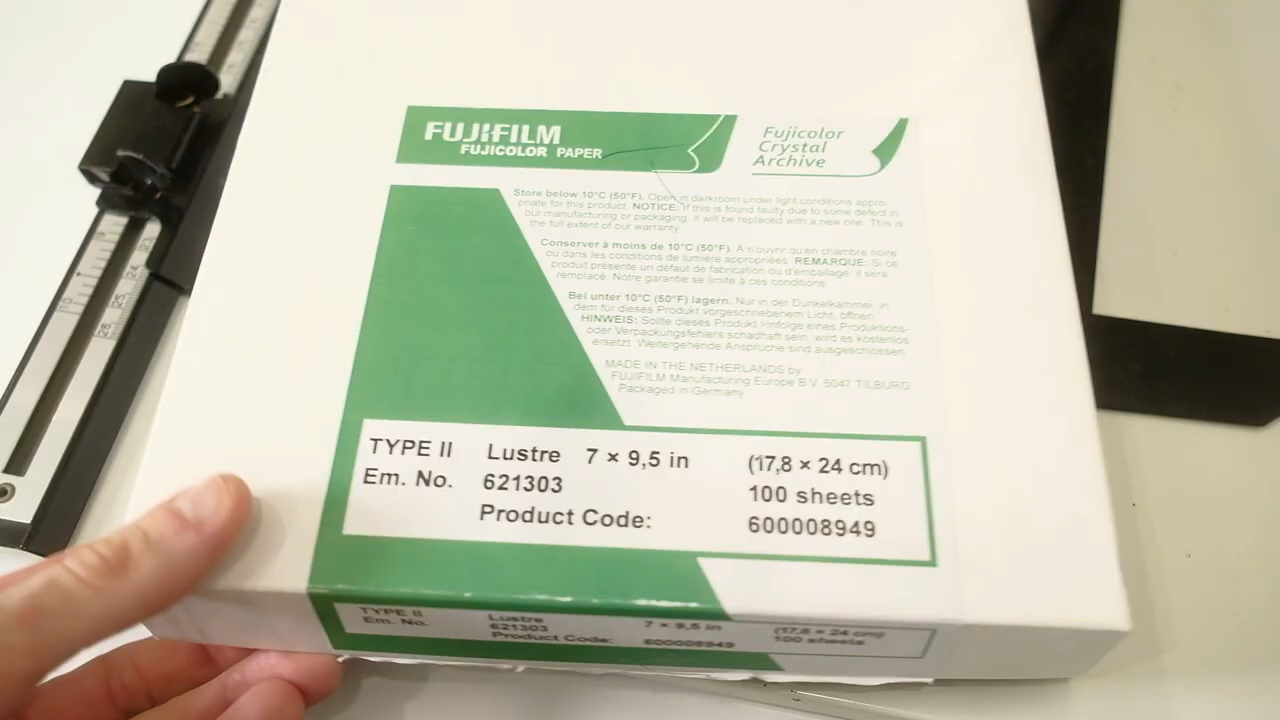 FUJIFILM
FUJICOLOR PAPER
Fujicolor
Crystal
Archive
Store below 10°C (50°F). Open in darkroom under light conditions appro-
priate for this product. NOTICE: If this is found faulty due to some defect in
our manufacturing or packaging, it will be replaced with a new one. This is
the full extent of our warranty.
Conserver à moins de 10°C (50°F). A n'ouvrir qu'en chambre noire
ou dans les conditions de lumière appropriées. REMARQUE: Si ce
produit présente un défaut de fabrication ou d'emballage, il sera
remplacé. Notre garantie se limite à ces conditions.
Bei unter 10°C (50°F) lagern. Nur in der Dunkelkammer, in
dem für dieses Produkt vorgeschriebenem Licht, öffnen.
HINWEIS: Sollte dieses Produkt infolge eines Produktions-
oder Verpackungsfehlers schadhaft sein, wird es kostenlos
ersetzt. Weitergehende Ansprüche sind ausgeschlossen.
MADE IN THE NETHERLANDS by
FUJIFILM Manufacturing Europe B.V. 5047 TILBURG
Packaged in Germany
TYPE II Lustre 7 × 9,5 in (17,8 × 24 cm)
Em. No. 621303 100 sheets
Product Code: 600008949
TYPE II Lustre 7 × 9,5 in (17,8 × 24 cm)
Em. No. 621303 100 sheets
Product Code: 600008949
23
24
25
26